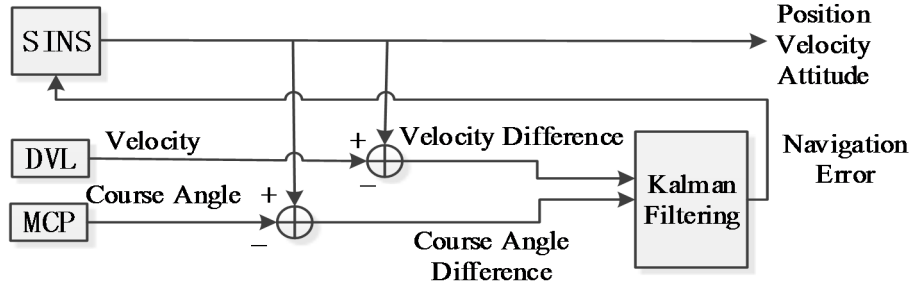 SINS
Position
Velocity
Attitude
DVL
Velocity
+
−
Velocity Difference
Kalman
Filtering
Navigation
Error
MCP
Course Angle
+
−
Course Angle
Difference